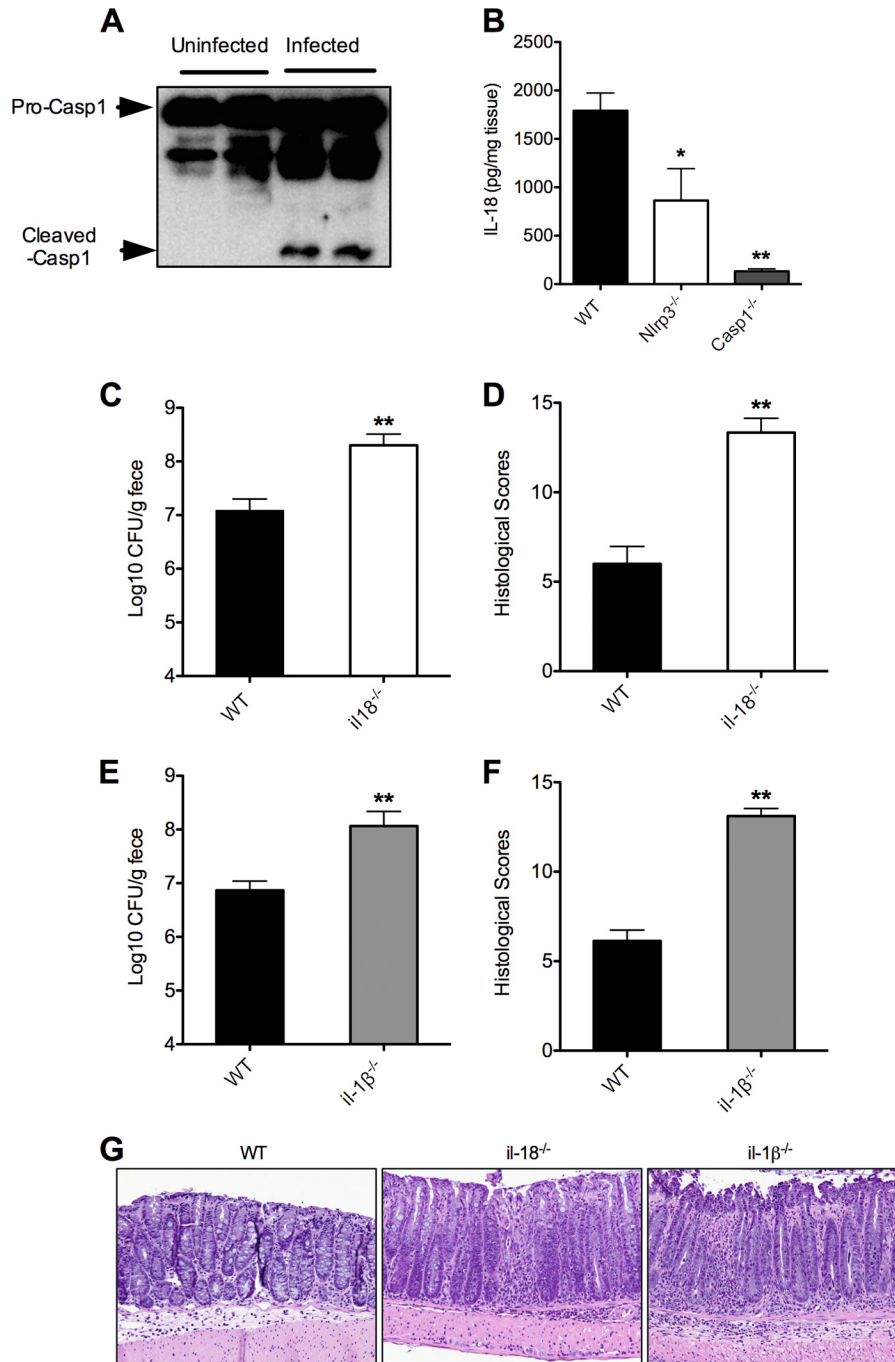 A
Uninfected Infected
Pro-Casp1
Cleaved
-Casp1
B
IL-18 (pg/mg tissue)
2500
2000
1500
1000
500
0
*
**
WT
Nlrp3-/-
Casp1-/-
C
Log10 CFU/g fece
9
8
7
6
5
4
**
WT
il18-/-
D
Histological Scores
15
10
5
0
**
WT
il-18-/-
E
Log10 CFU/g fece
9
8
7
6
5
4
**
WT
il-1β-/-
F
Histological Scores
15
10
5
0
**
WT
il-1β-/-
G
WT il-18-/- il-1β-/-